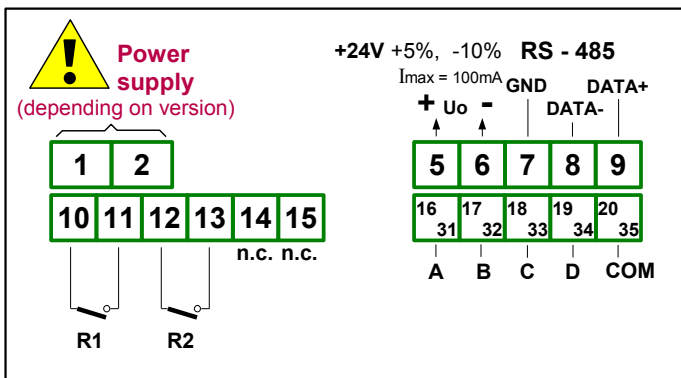 Power
supply
(depending on version)
1 2
10 11 12 13 14 15
n.c. n.c.
R1 R2
+24V +5%, -10% RS - 485
Imax = 100mA
GND DATA+
+ Uo - DATA-
5 6 7 8 9
16 17 18 19 20
31 32 33 34 35
A B C D COM